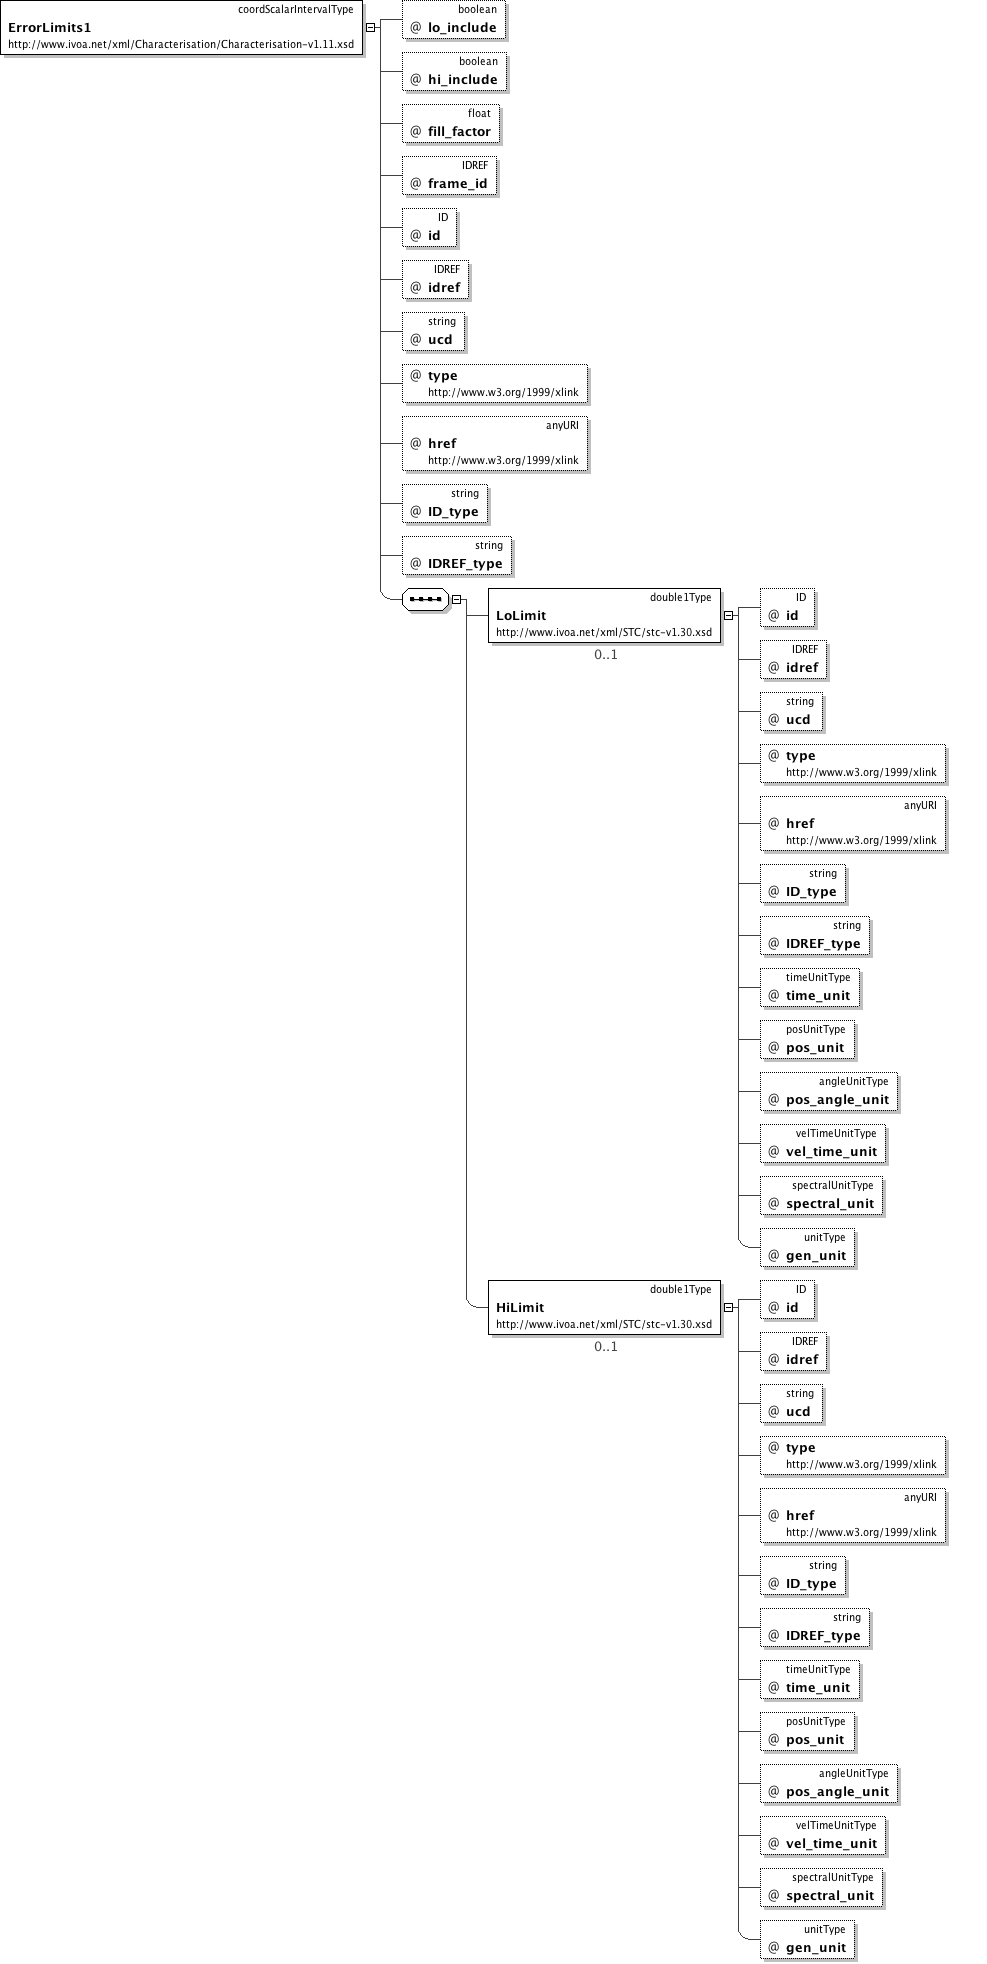 coordScalarIntervalType
ErrorLimits1
http://www.ivoa.net/xml/Characterisation/Characterisation-v1.11.xsd
boolean
@ lo_include
boolean
@ hi_include
float
@ fill_factor
IDREF
@ frame_id
ID
@ id
IDREF
@ idref
string
@ ucd
@ type
http://www.w3.org/1999/xlink
anyURI
@ href
http://www.w3.org/1999/xlink
string
@ ID_type
string
@ IDREF_type
double1Type
LoLimit
http://www.ivoa.net/xml/STC/stc-v1.30.xsd
0..1
ID
@ id
IDREF
@ idref
string
@ ucd
@ type
http://www.w3.org/1999/xlink
anyURI
@ href
http://www.w3.org/1999/xlink
string
@ ID_type
string
@ IDREF_type
timeUnitType
@ time_unit
posUnitType
@ pos_unit
angleUnitType
@ pos_angle_unit
velTimeUnitType
@ vel_time_unit
spectralUnitType
@ spectral_unit
unitType
@ gen_unit
double1Type
HiLimit
http://www.ivoa.net/xml/STC/stc-v1.30.xsd
0..1
ID
@ id
IDREF
@ idref
string
@ ucd
@ type
http://www.w3.org/1999/xlink
anyURI
@ href
http://www.w3.org/1999/xlink
string
@ ID_type
string
@ IDREF_type
timeUnitType
@ time_unit
posUnitType
@ pos_unit
angleUnitType
@ pos_angle_unit
velTimeUnitType
@ vel_time_unit
spectralUnitType
@ spectral_unit
unitType
@ gen_unit